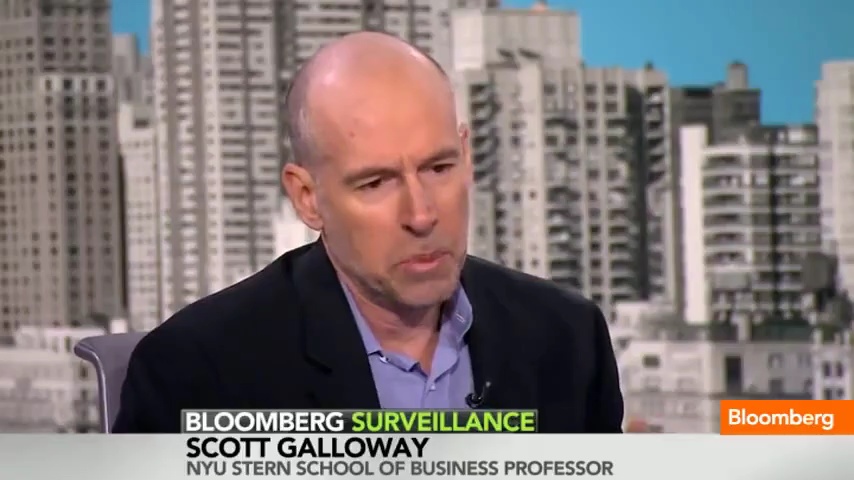 BLOOMBERG SURVEILLANCE
Bloomberg
SCOTT GALLOWAY
NYU STERN SCHOOL OF BUSINESS PROFESSOR